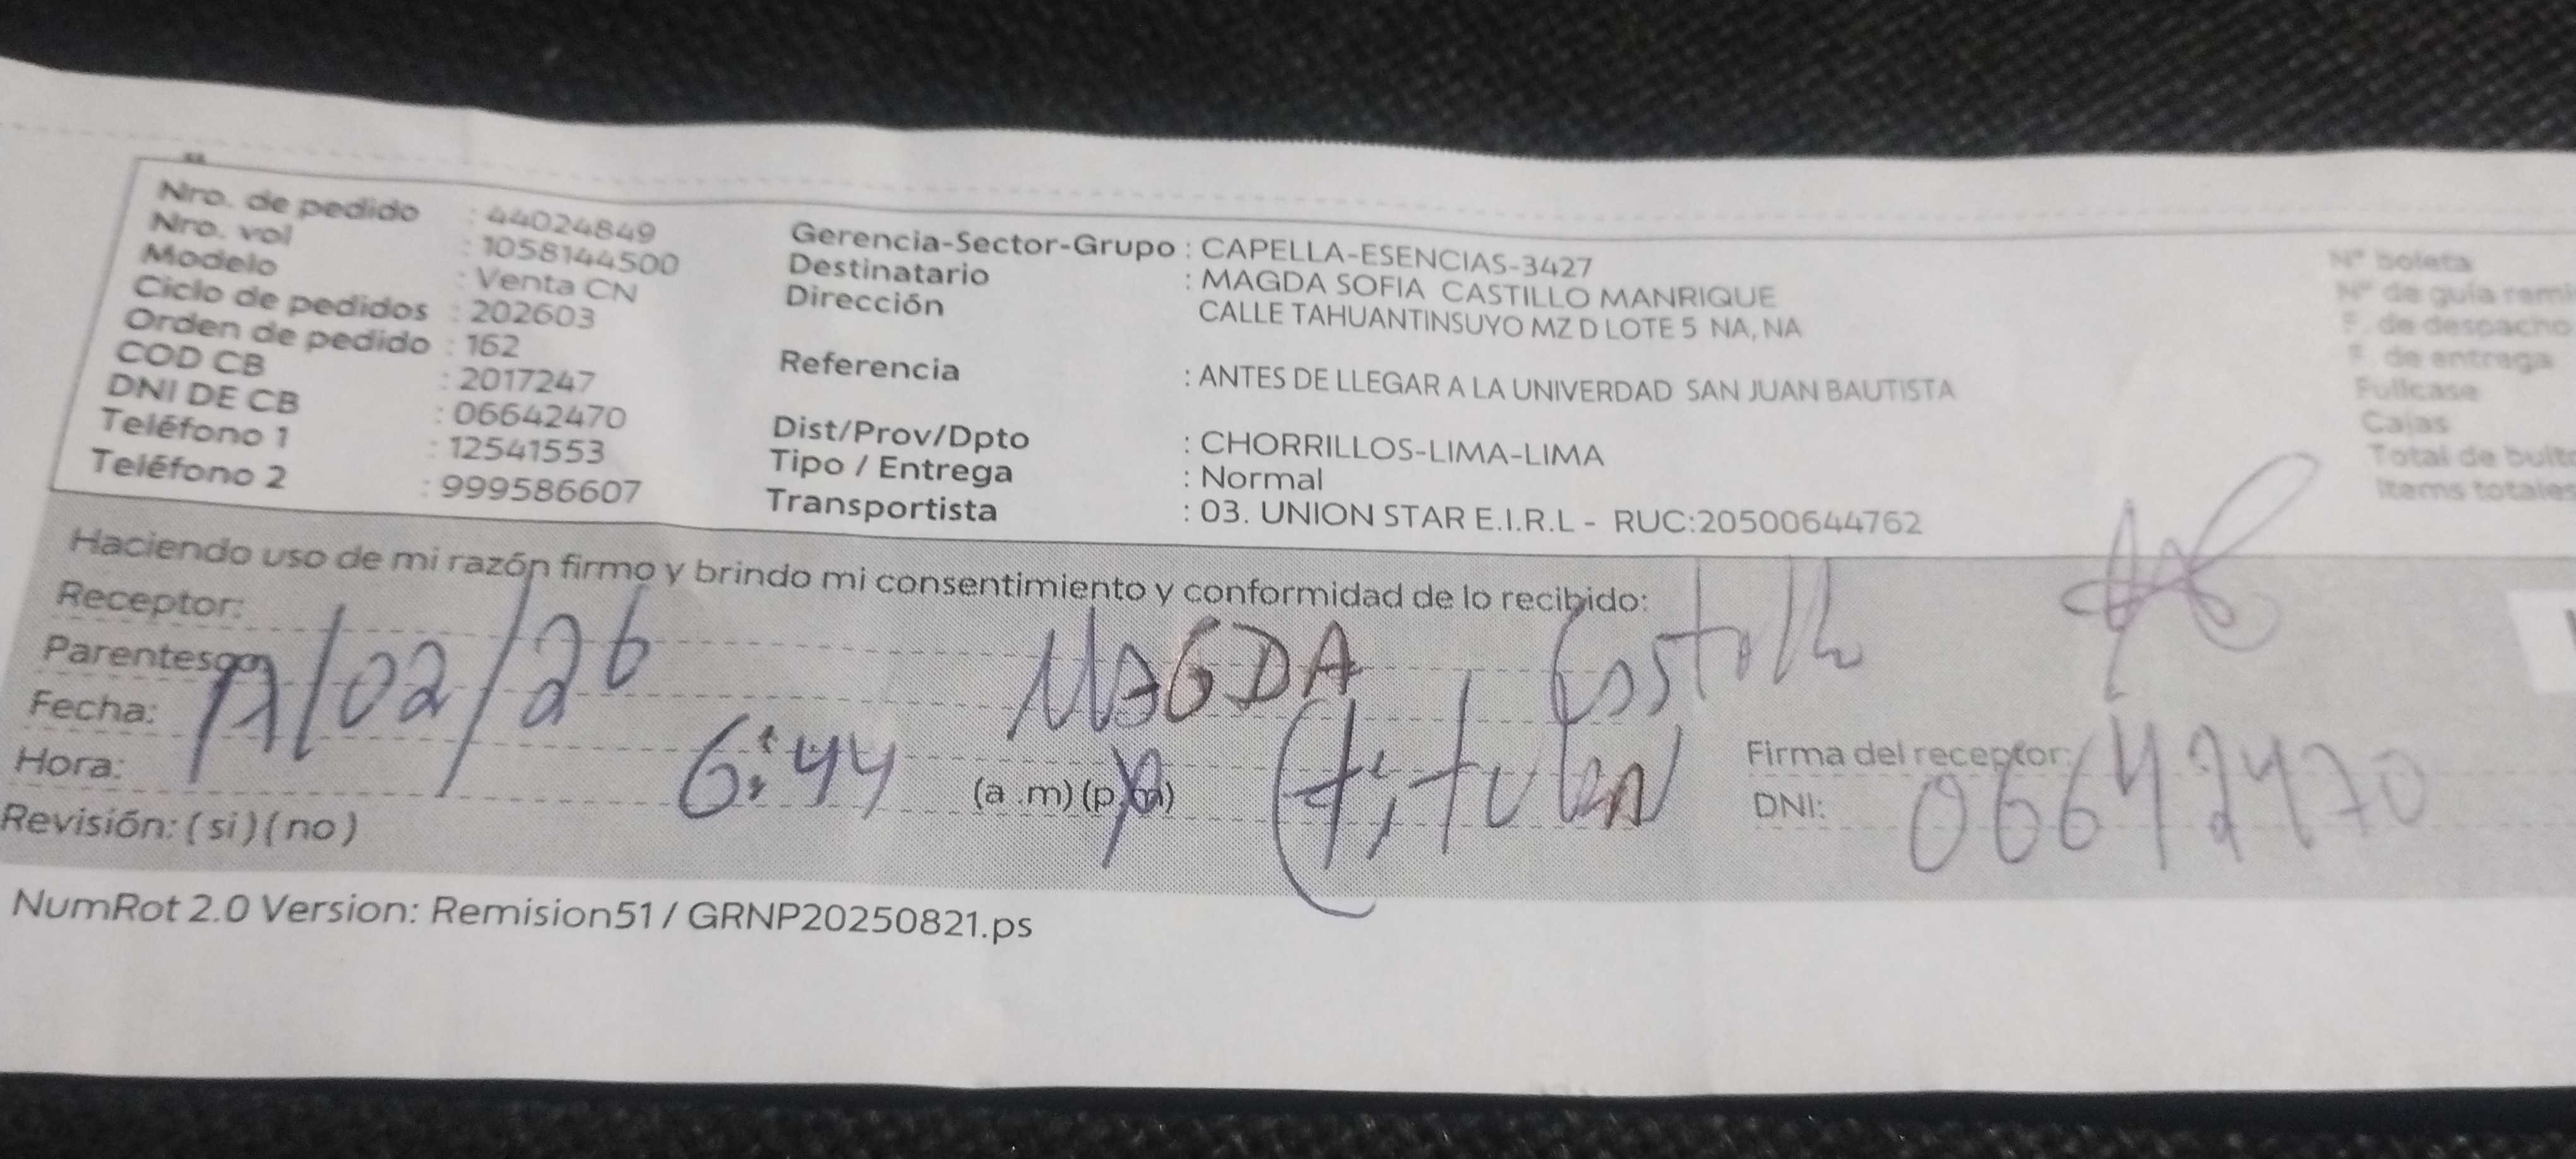 Nro. de pedido : 44024849
Nro. vol : 1058144500
Modelo : Venta CN
Ciclo de pedidos : 202603
Orden de pedido : 162
COD CB : 2017247
DNI DE CB : 06642470
Teléfono 1 : 12541553
Teléfono 2 : 999586607
Gerencia-Sector-Grupo : CAPELLA-ESENCIAS-3427
Destinatario : MAGDA SOFIA CASTILLO MANRIQUE
Dirección CALLE TAHUANTINSUYO MZ D LOTE 5 NA, NA
Referencia : ANTES DE LLEGAR A LA UNIVERDAD SAN JUAN BAUTISTA
Dist/Prov/Dpto : CHORRILLOS-LIMA-LIMA
Tipo / Entrega : Normal
Transportista : 03. UNION STAR E.I.R.L - RUC:20500644762
N° boleta
N° de guía remi
F. de despacho
F. de entrega
Fullcase
Cajas
Total de bulto
Items totales
Haciendo uso de mi razón firmo y brindo mi consentimiento y conformidad de lo recibido:
Receptor: MAGDA
Parentesco:
Fecha: /02/26
Hora: 6:44 (a .m) (p.m)
Revisión: ( si ) ( no )
Firma del receptor:
DNI: 06642470
NumRot 2.0 Version: Remision51 / GRNP20250821.ps